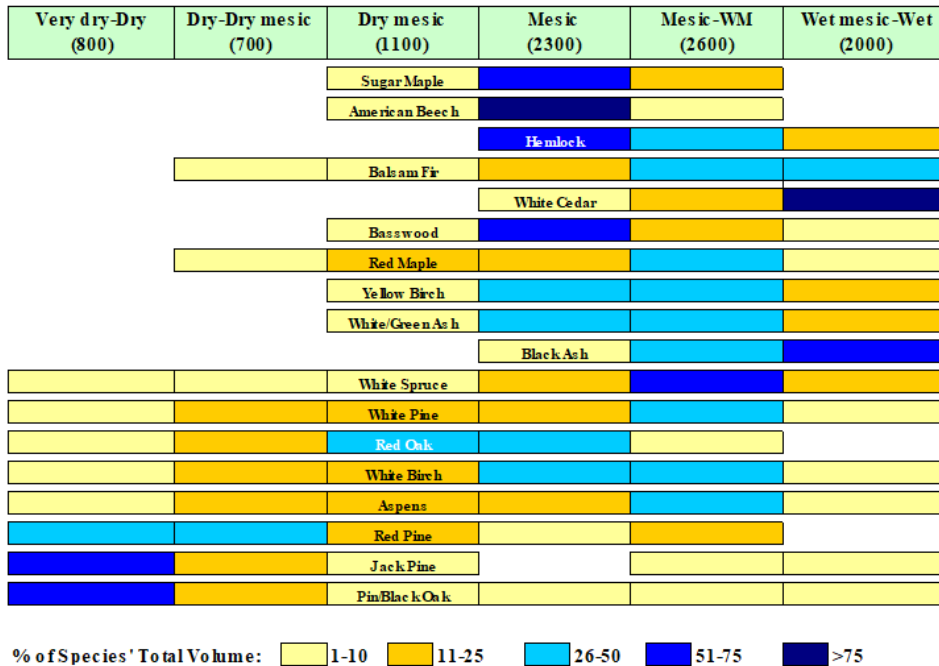 Very dry-Dry Dry-Dry mesic Dry mesic Mesic Mesic-WM Wet mesic-Wet
(800) (700) (1100) (2300) (2600) (2000)
Sugar Maple
American Beech
Hemlock
Balsam Fir
White Cedar
Basswood
Red Maple
Yellow Birch
White/Green Ash
Black Ash
White Spruce
White Pine
Red Oak
White Birch
Aspens
Red Pine
Jack Pine
Pin/Black Oak
% of Species' Total Volume: 1-10 11-25 26-50 51-75 >75